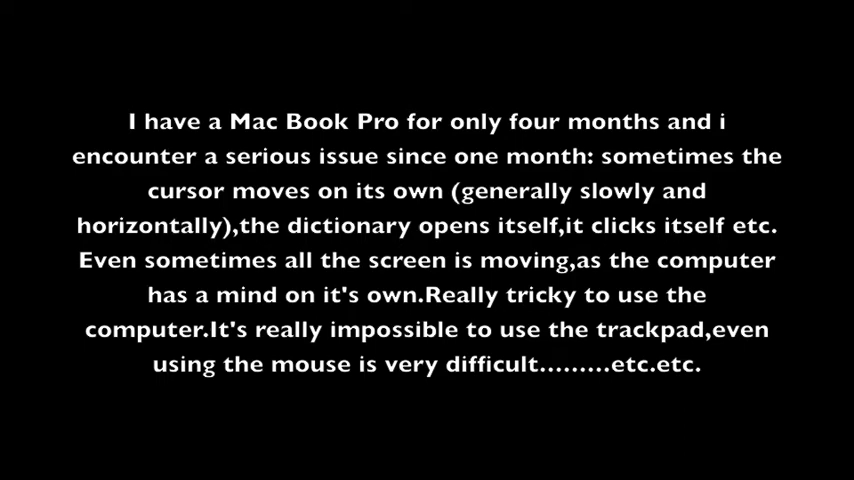 I have a Mac Book Pro for only four months and i
encounter a serious issue since one month: sometimes the
cursor moves on its own (generally slowly and
horizontally),the dictionary opens itself,it clicks itself etc.
Even sometimes all the screen is moving,as the computer
has a mind on it's own.Really tricky to use the
computer.It's really impossible to use the trackpad,even
using the mouse is very difficult.........etc.etc.